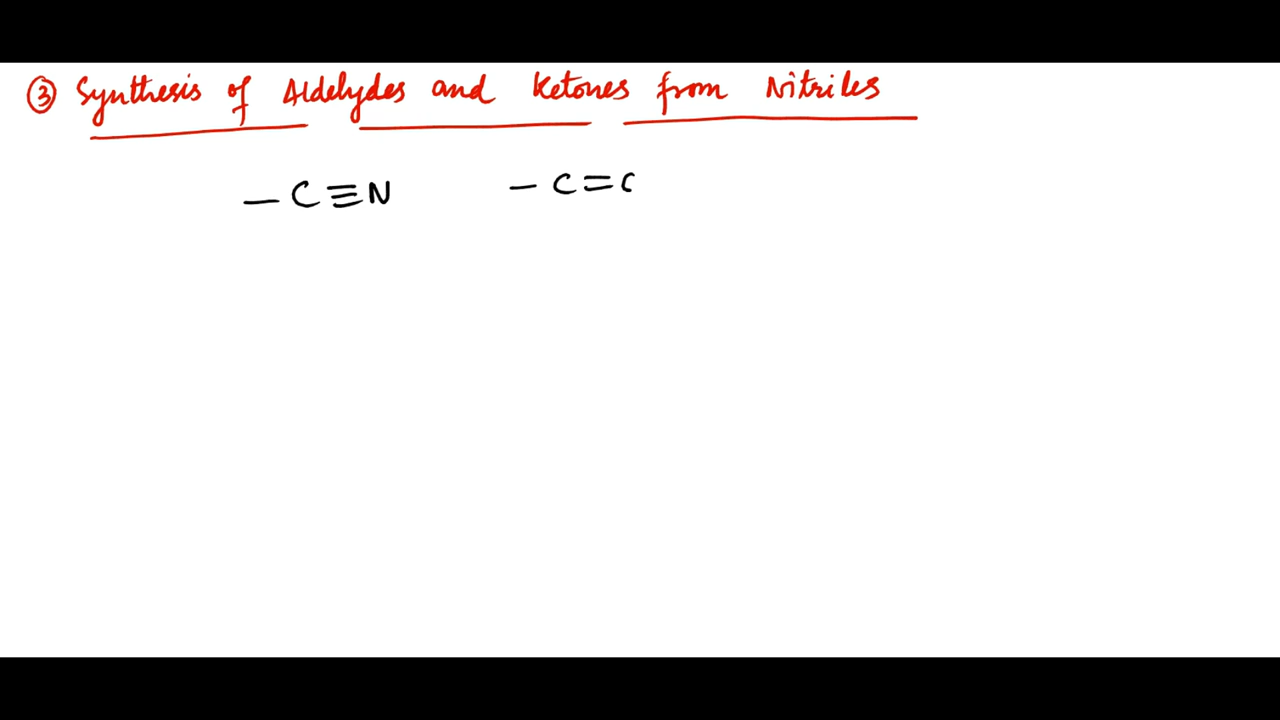 ③ Synthesis of Aldehydes and Ketones from Nitriles
— C ≡ N — C = C